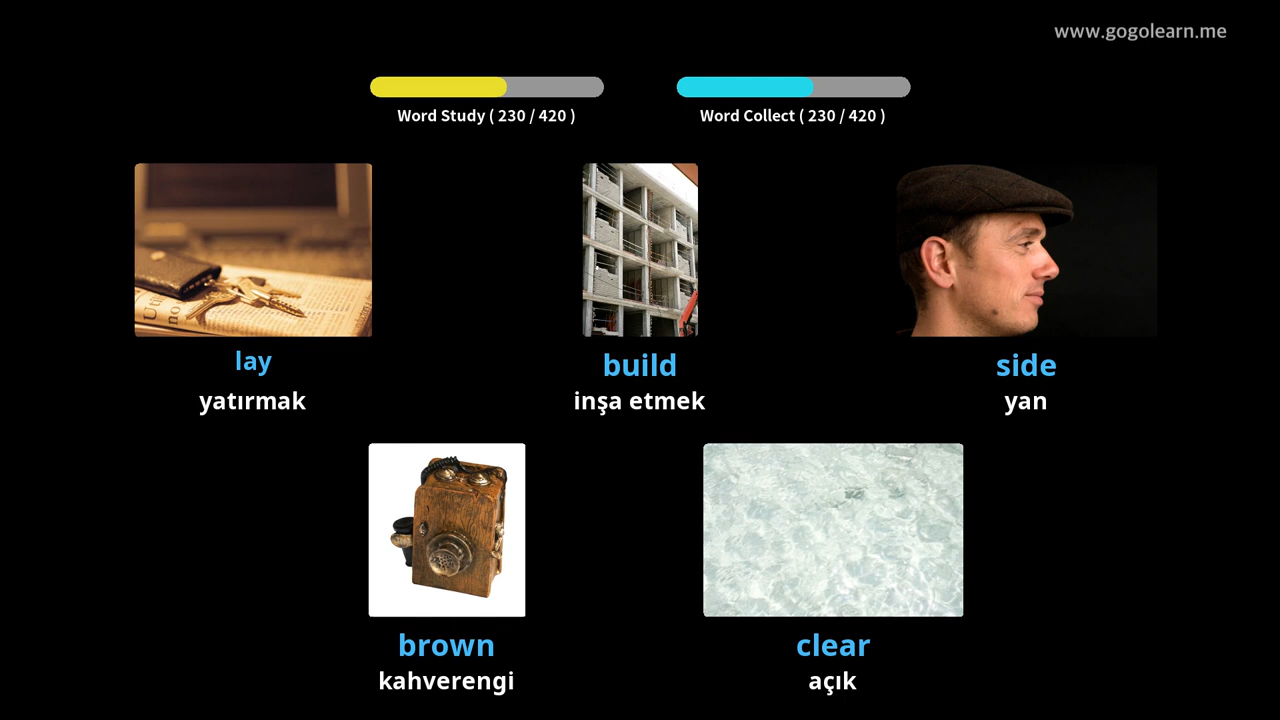 www.gogolearn.me
Word Study ( 230 / 420 )
Word Collect ( 230 / 420 )
lay
yatırmak
build
inşa etmek
side
yan
brown
kahverengi
clear
açık